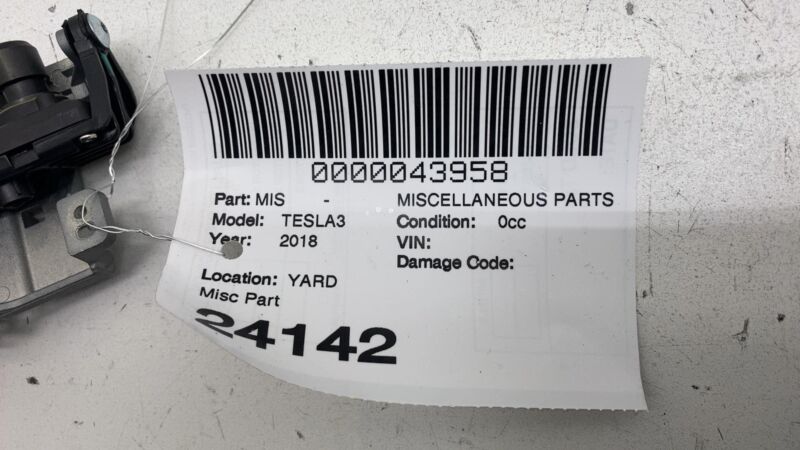 0000043958
Part: MIS - MISCELLANEOUS PARTS
Model: TESLA3 Condition: 0cc
Year: 2018 VIN:
Damage Code:
Location: YARD
Misc Part
24142